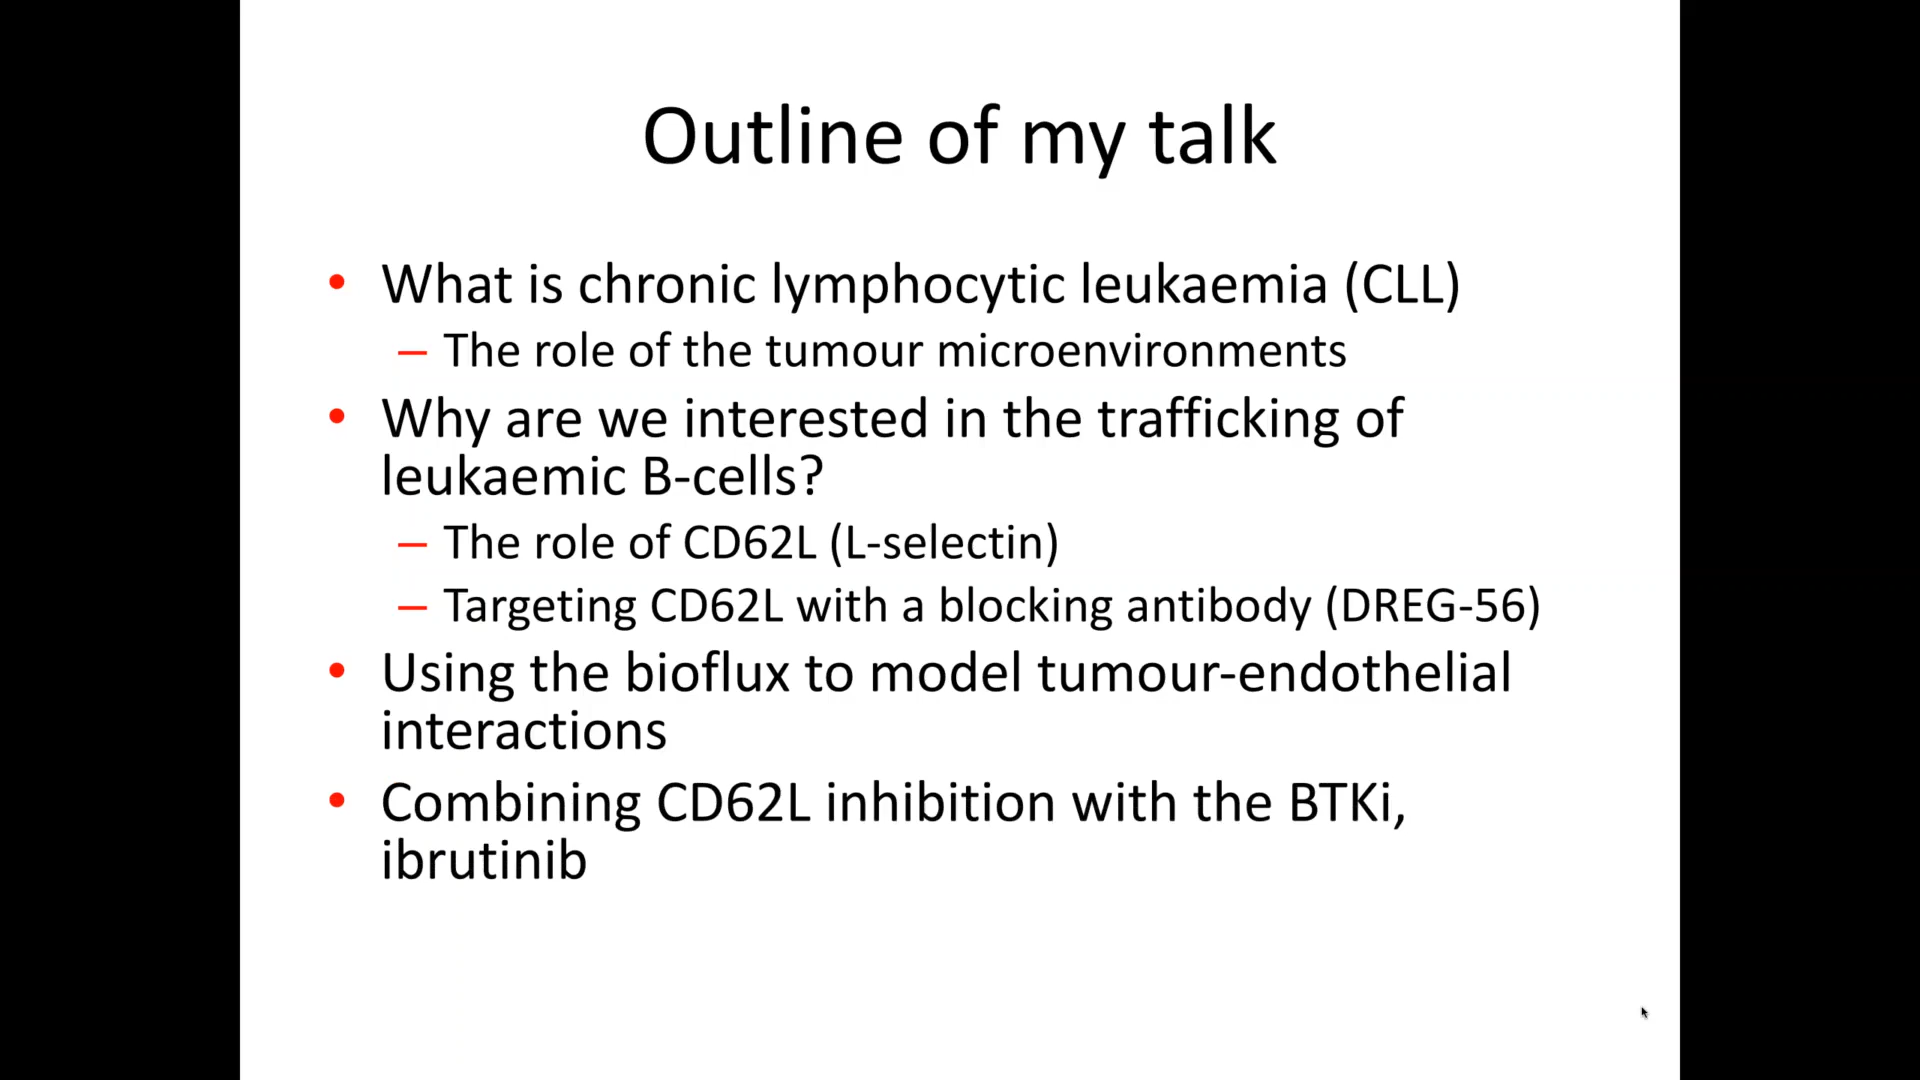 Outline of my talk
• What is chronic lymphocytic leukaemia (CLL)
– The role of the tumour microenvironments
• Why are we interested in the trafficking of
leukaemic B-cells?
– The role of CD62L (L-selectin)
– Targeting CD62L with a blocking antibody (DREG-56)
• Using the bioflux to model tumour-endothelial
interactions
• Combining CD62L inhibition with the BTKi,
ibrutinib